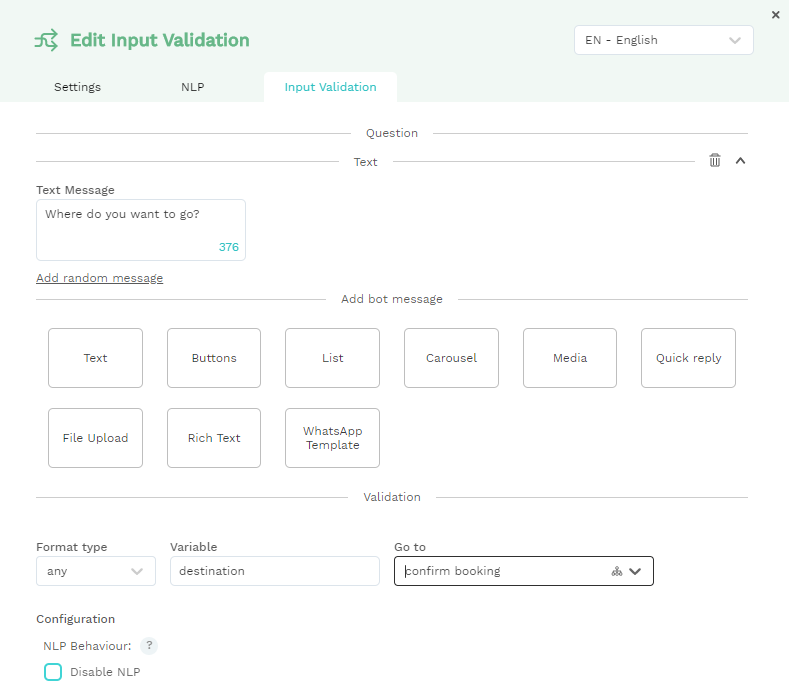 Edit Input Validation
EN - English
Settings
NLP
Input Validation
Question
Text
Text Message
Where do you want to go?
376
Add random message
Add bot message
Text
Buttons
List
Carousel
Media
Quick reply
File Upload
Rich Text
WhatsApp
Template
Validation
Format type
Variable
Go to
any
destination
confirm booking
Configuration
NLP Behaviour:
?
Disable NLP